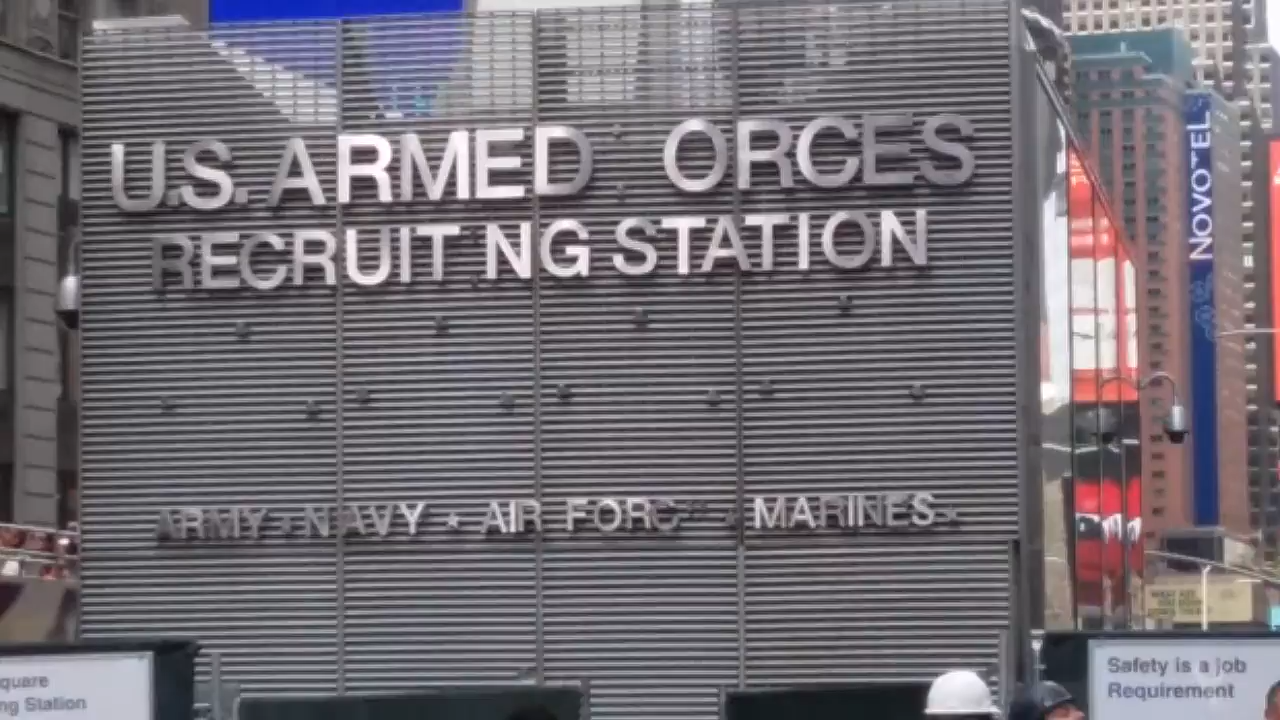 U.S. ARMED ORCES
RECRUIT NG STATION
ARMY ★ NAVY ★ AIR FORC ★ MARINES ★
NOVOTEL
quare
ng Station
Safety is a job
Requirement